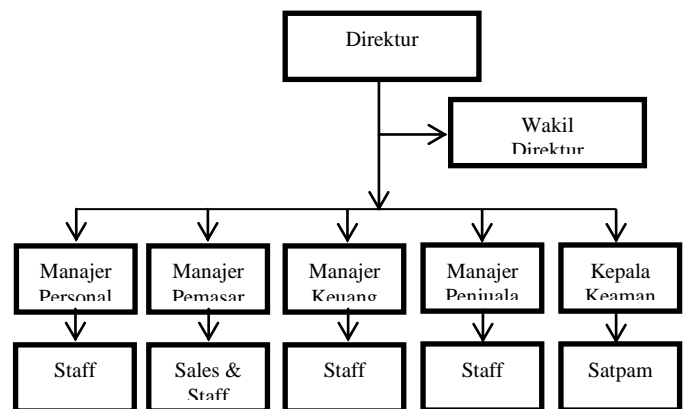 Direktur
Wakil
Direktur
Manajer
Personal
Manajer
Pemasar
Manajer
Keuang
Manajer
Penjuala
Kepala
Keaman
Staff
Sales &
Staff
Staff
Staff
Satpam